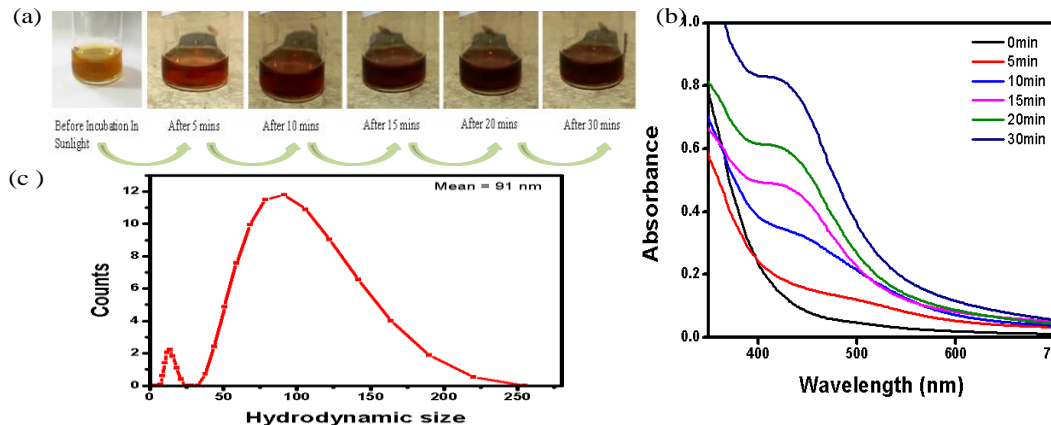 (a)
Before Incubation In
Sunlight
After 5 mins
After 10 mins
After 15 mins
After 20 mins
After 30 mins
(b)
1.0
0.8
0.6
0.4
0.2
0.0
Absorbance
400
500
600
7
Wavelength (nm)
0min
5min
10min
15min
20min
30min
(c )
Mean = 91 nm
12
10
8
6
4
2
0
Counts
0
50
100
150
200
250
Hydrodynamic size